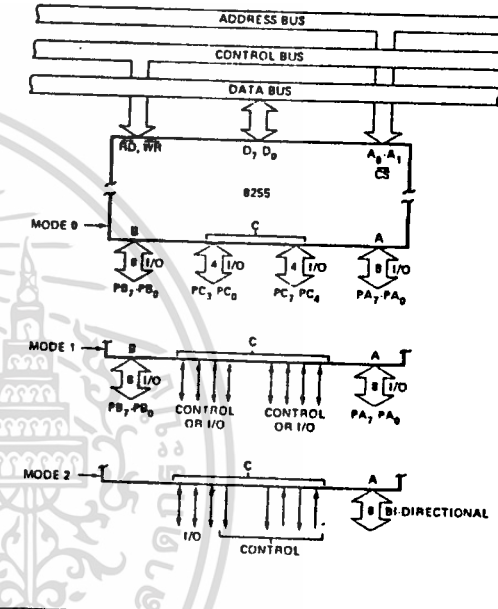 ADDRESS BUS
CONTROL BUS
DATA BUS
RD, WR
D7 D0
A0-A1
CS
8255
MODE 0
B
C
A
8 I/O
4 I/O
4 I/O
8 I/O
PB7-PB0
PC3 PC0
PC7 PC4
PA7-PA0
MODE 1
B
C
A
8 I/O
8 I/O
PB7-PB0
CONTROL
OR I/O
CONTROL
OR I/O
PA7 PA0
MODE 2
C
A
8 BI-DIRECTIONAL
I/O
CONTROL